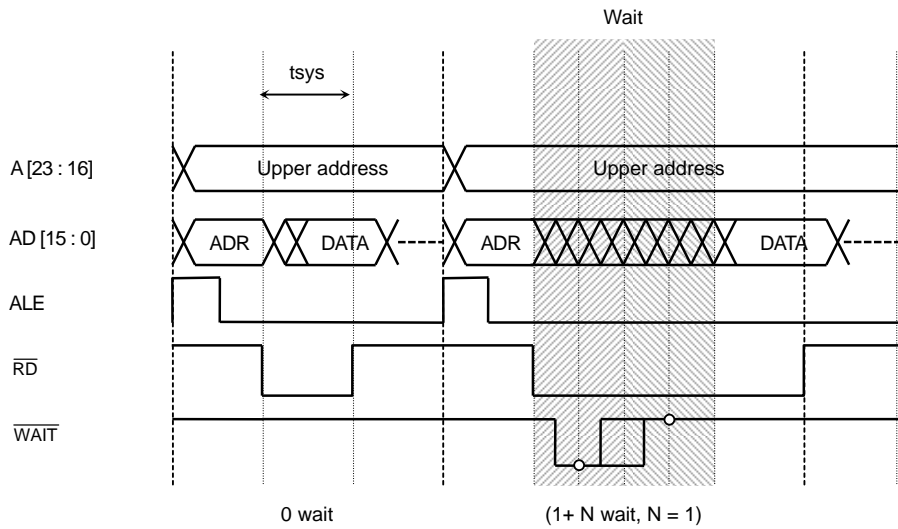 Wait
tsys
A [23 : 16]
Upper address
Upper address
AD [15 : 0]
ADR
DATA
ADR
DATA
ALE
RD
WAIT
0 wait
(1+ N wait, N = 1)